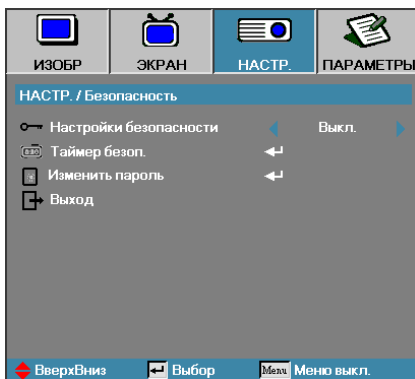 ИЗОБР ЭКРАН НАСТР. ПАРАМЕТРЫ
НАСТР. / Безопасность
Настройки безопасности Выкл.
Таймер безоп.
Изменить пароль
Выход
ВверхВниз Выбор Menu Меню выкл.